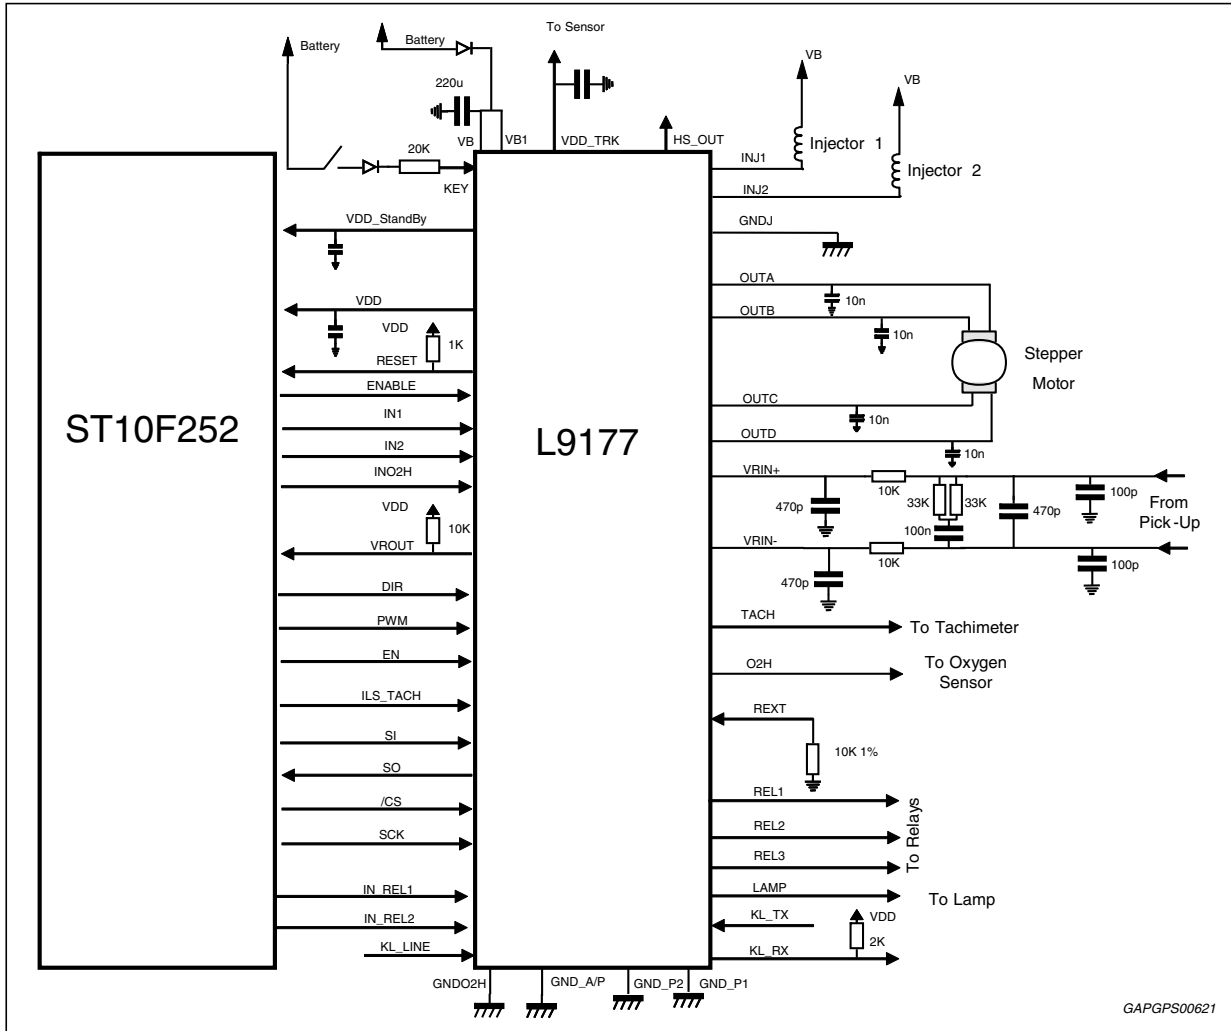 To Sensor
Battery
Battery
VB
VB
220u
VB
VB1
VDD_TRK
HS_OUT
Injector 1
20K
KEY
INJ1
Injector 2
INJ2
VDD_StandBy
GNDJ
OUTA
VDD
10n
OUTB
VDD
10n
1K
RESET
Stepper
Motor
ENABLE
OUTC
IN1
10n
ST10F252
L9177
OUTD
IN2
10n
INO2H
VRIN+
10K
33K
33K
470p
470p
100p
From
Pick-Up
VDD
10K
100n
VROUT
VRIN-
10K
100p
470p
DIR
PWM
TACH
To Tachimeter
EN
O2H
To Oxygen
Sensor
ILS_TACH
REXT
SI
10K 1%
SO
/CS
REL1
SCK
REL2
To Relays
REL3
IN_REL1
LAMP
To Lamp
IN_REL2
KL_TX
VDD
2K
KL_LINE
KL_RX
GNDO2H
GND_A/P
GND_P2
GND_P1
GAPGPS00621